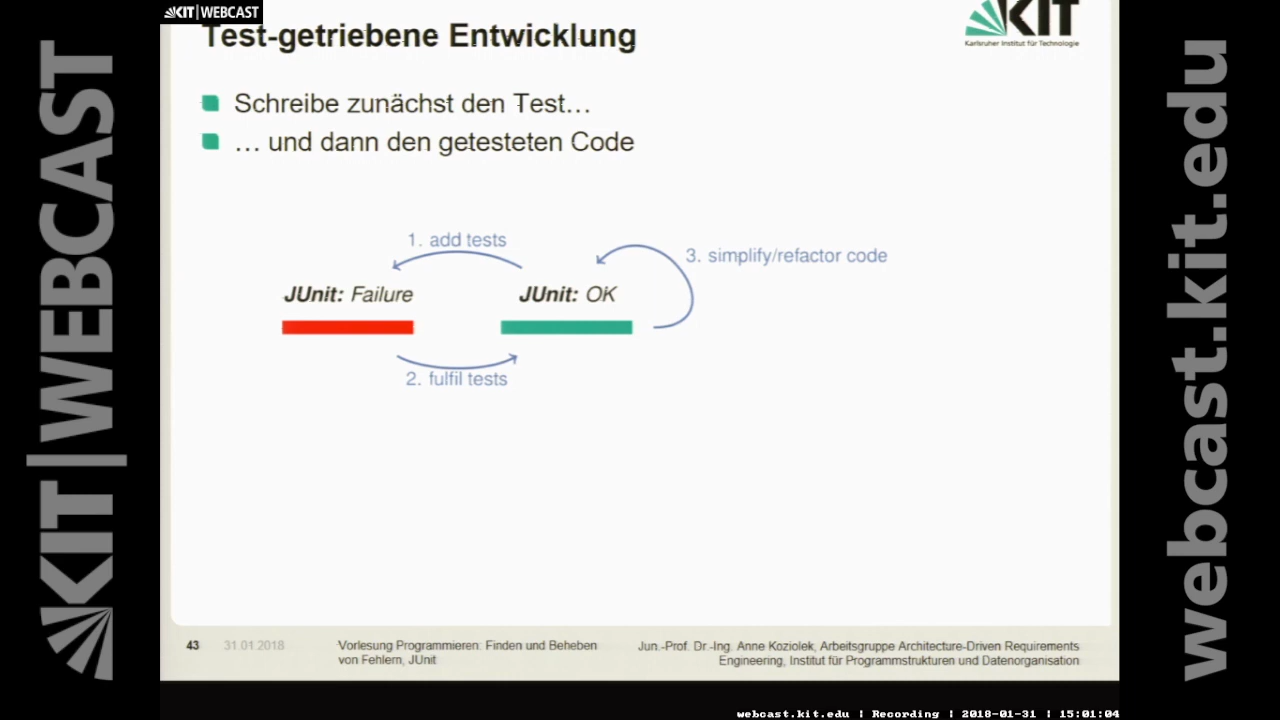 KIT|WEBCAST
KIT
Karlsruher Institut für Technologie
Test-getriebene Entwicklung
Schreibe zunächst den Test…
… und dann den getesteten Code
1. add tests
3. simplify/refactor code
JUnit: Failure
JUnit: OK
2. fulfil tests
43
31.01.2018
Vorlesung Programmieren: Finden und Beheben
von Fehlern, JUnit
Jun.-Prof. Dr.-Ing. Anne Koziolek, Arbeitsgruppe Architecture-Driven Requirements
Engineering, Institut für Programmstrukturen und Datenorganisation
KIT|WEBCAST
webcast.kit.edu
webcast.kit.edu | Recording | 2018-01-31 | 15:01:04